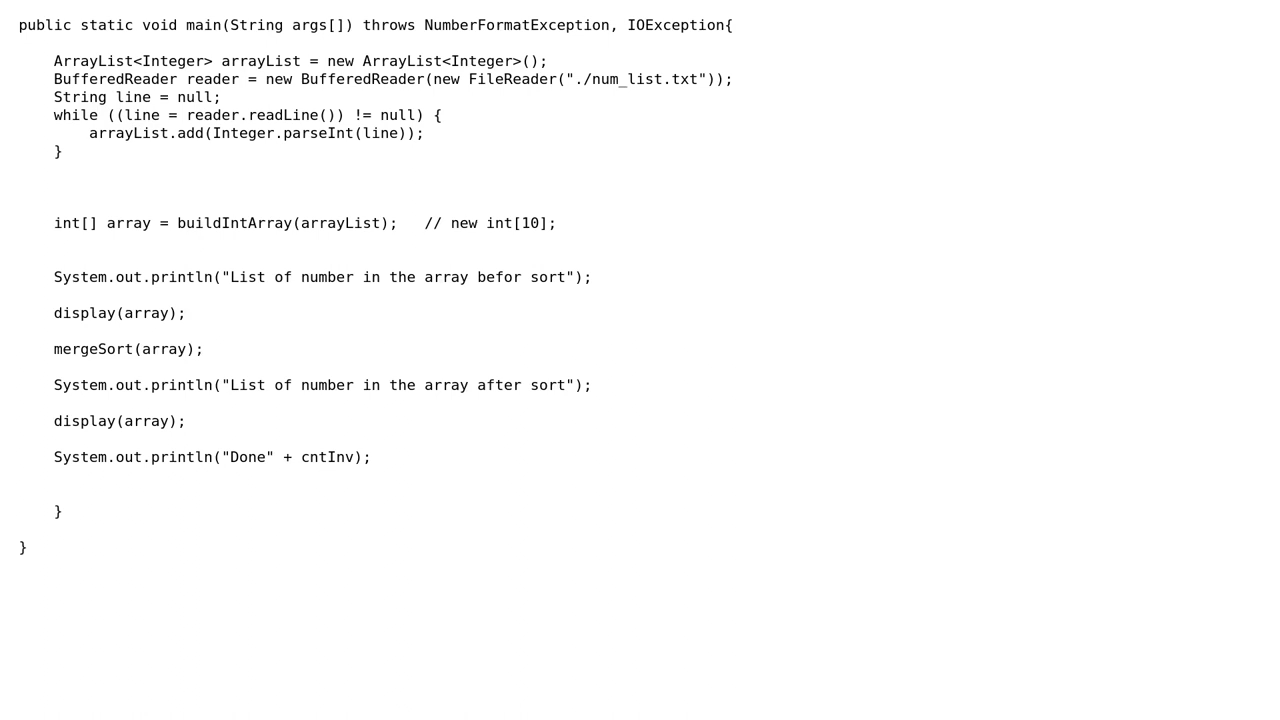 public static void main(String args[]) throws NumberFormatException, IOException{
ArrayList<Integer> arrayList = new ArrayList<Integer>();
BufferedReader reader = new BufferedReader(new FileReader("./num_list.txt"));
String line = null;
while ((line = reader.readLine()) != null) {
arrayList.add(Integer.parseInt(line));
}
int[] array = buildIntArray(arrayList);   // new int[10];
System.out.println("List of number in the array befor sort");
display(array);
mergeSort(array);
System.out.println("List of number in the array after sort");
display(array);
System.out.println("Done" + cntInv);
}
}